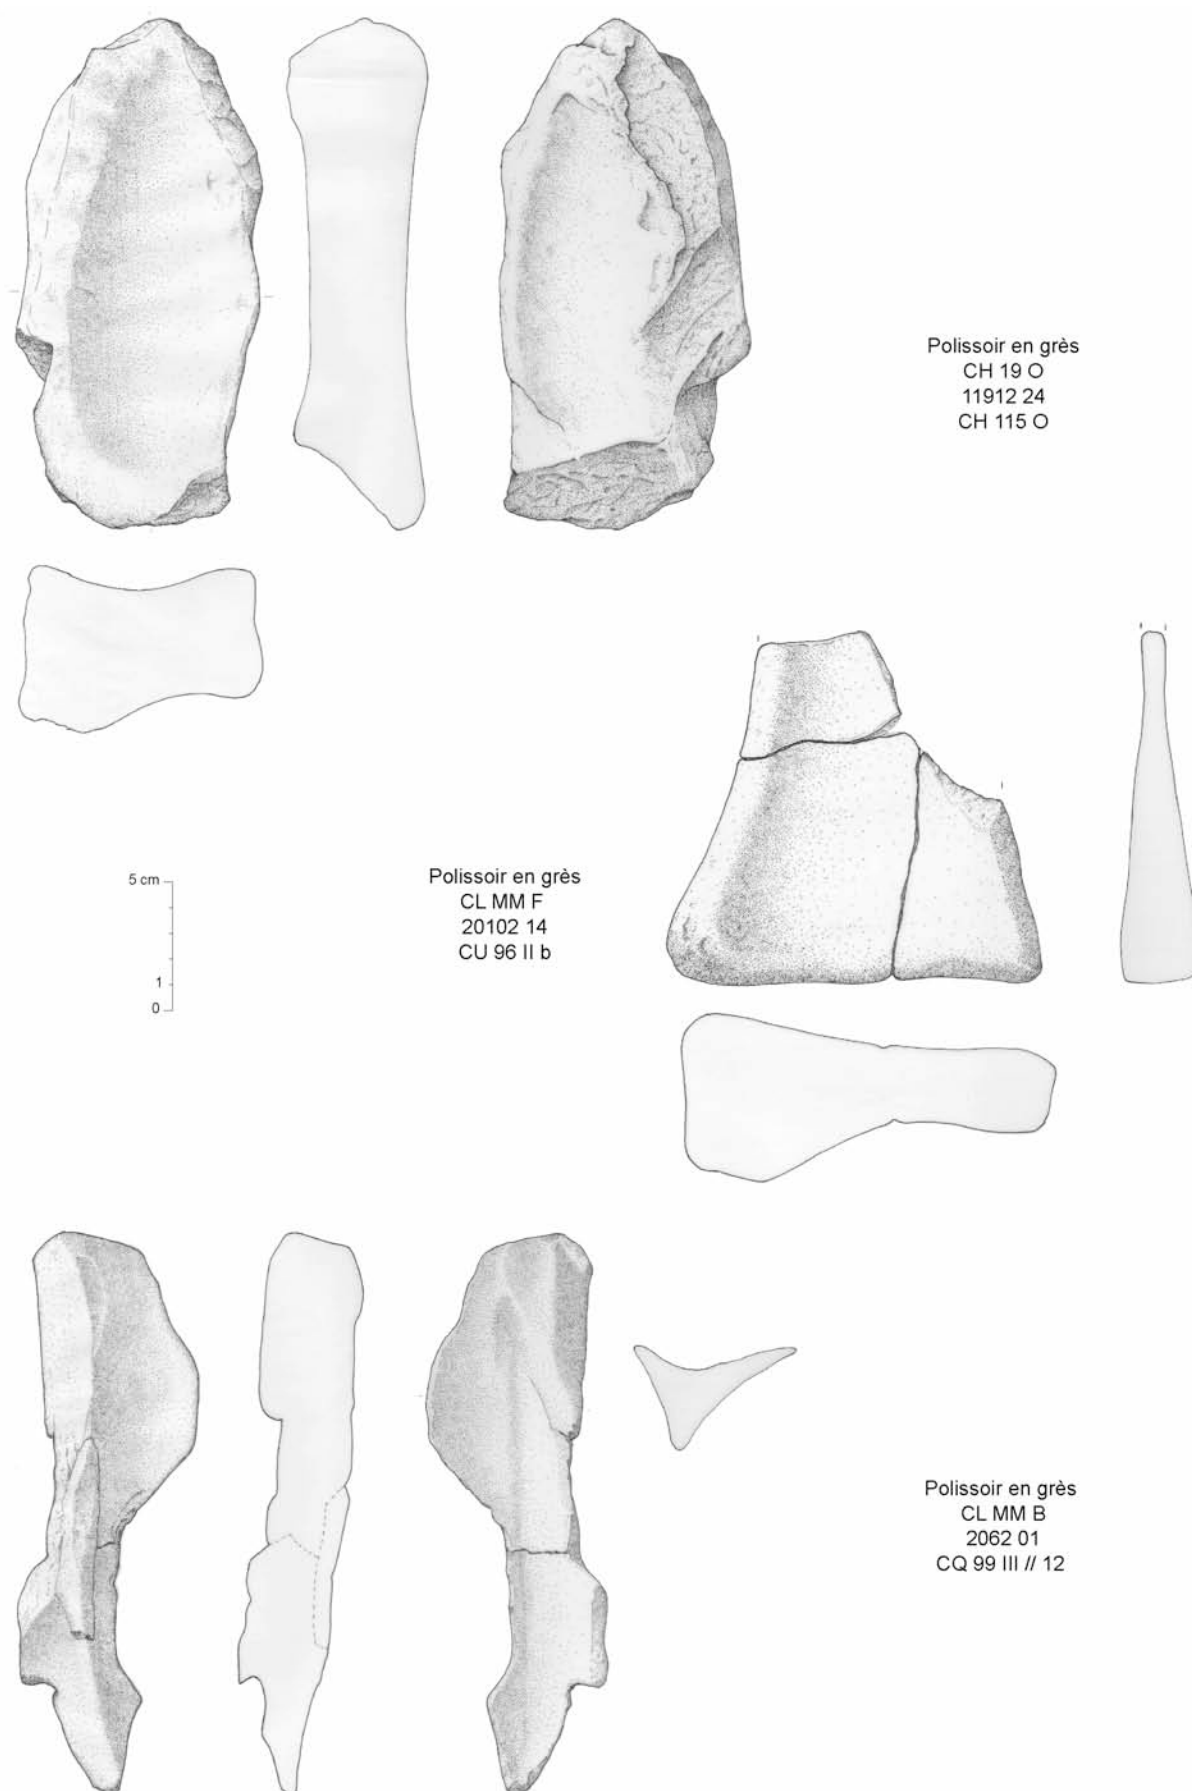 Polissoir en grès
CH 19 O
11912 24
CH 115 O
5 cm
1
0
Polissoir en grès
CL MM F
20102 14
CU 96 II b
Polissoir en grès
CL MM B
2062 01
CQ 99 III // 12